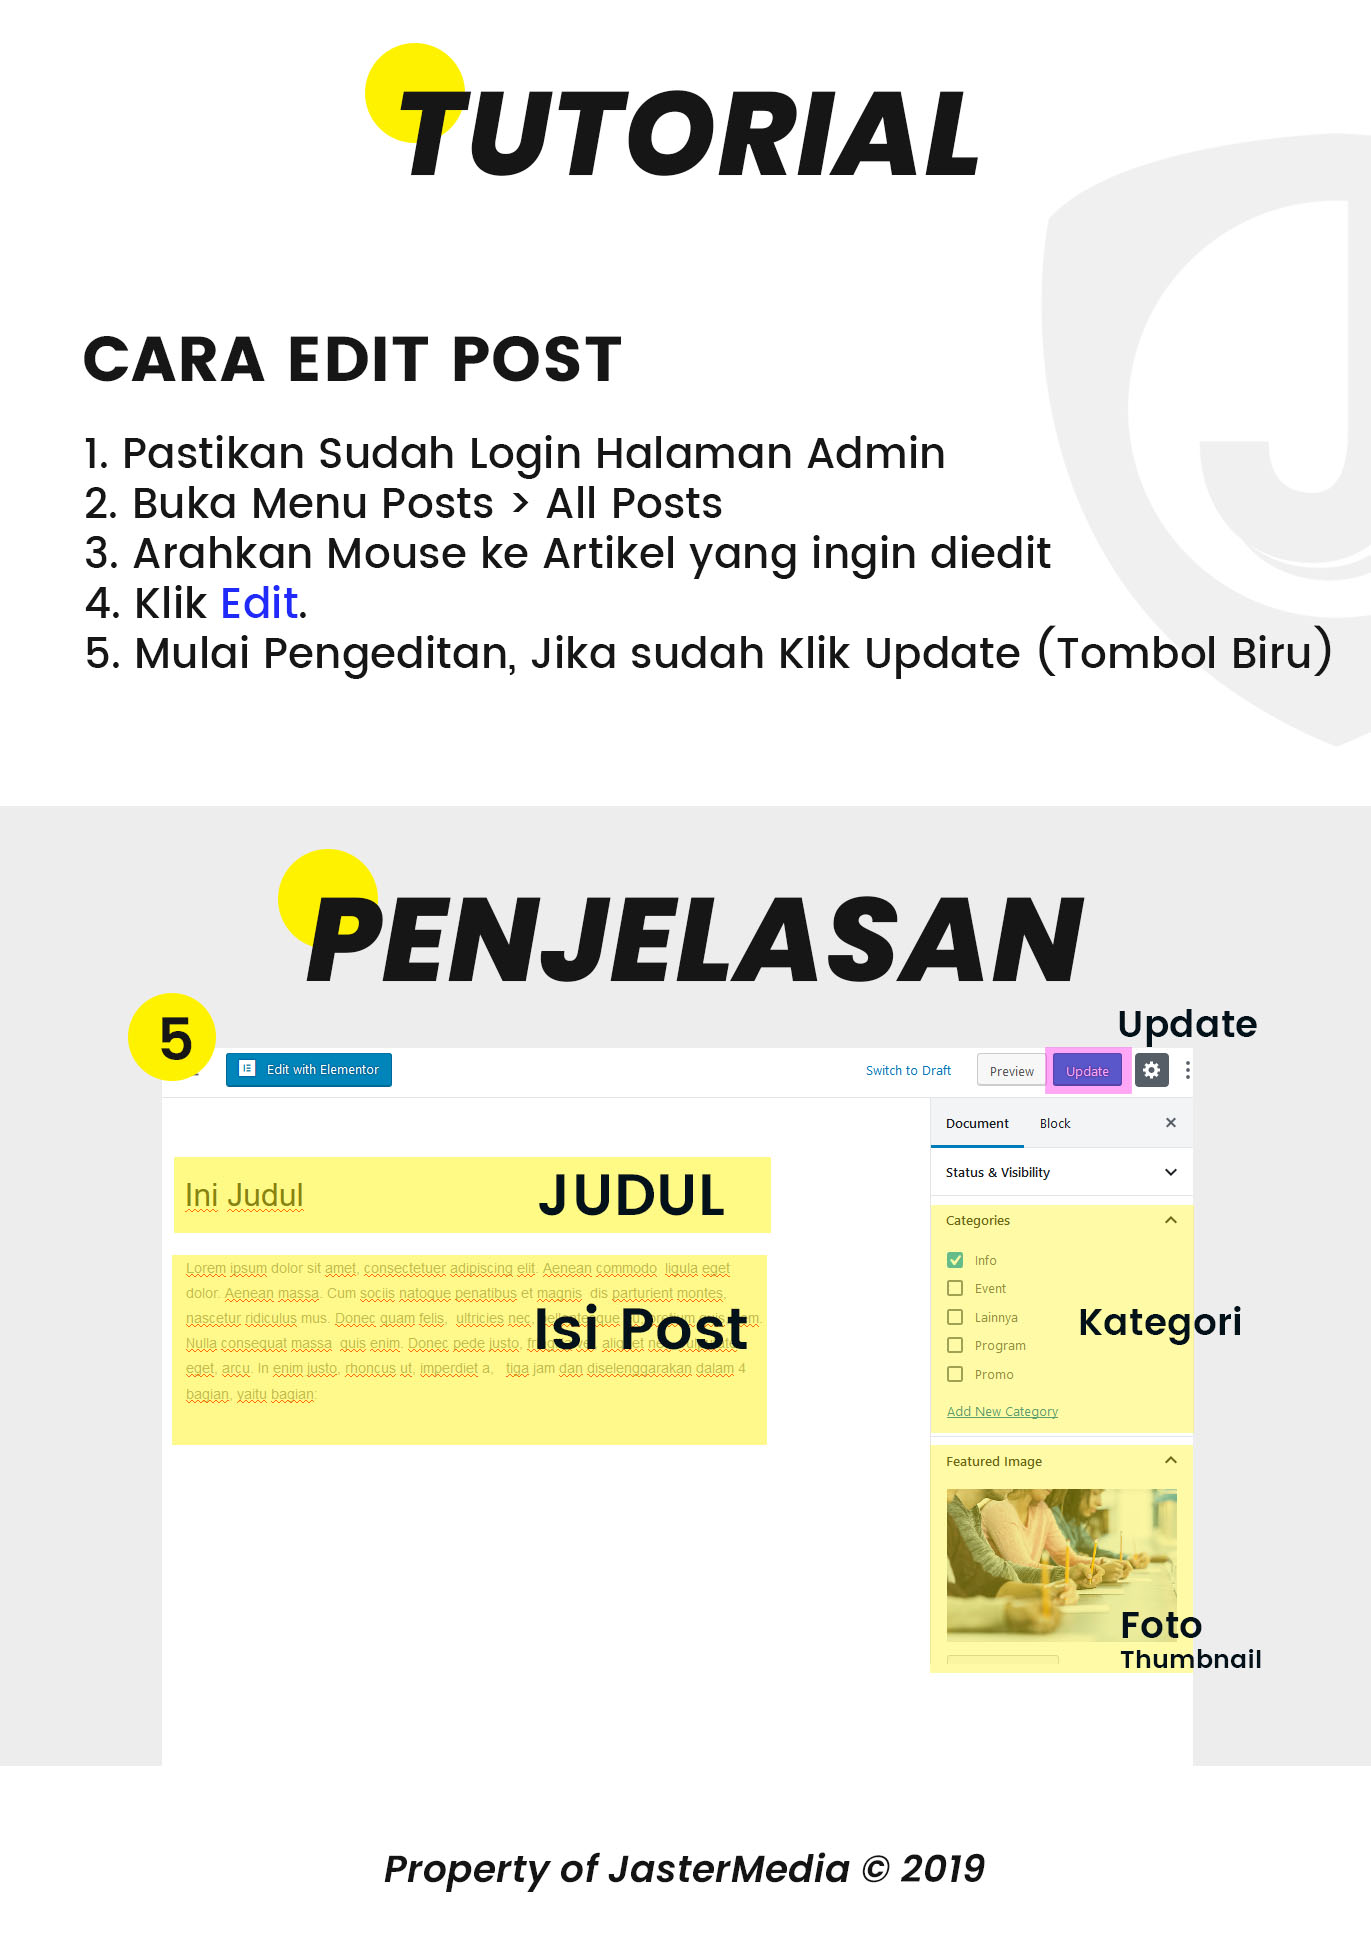 TUTORIAL
CARA EDIT POST
1. Pastikan Sudah Login Halaman Admin
2. Buka Menu Posts > All Posts
3. Arahkan Mouse ke Artikel yang ingin diedit
4. Klik Edit.
5. Mulai Pengeditan, Jika sudah Klik Update (Tombol Biru)
PENJELASAN
5
Update
Edit with Elementor
Switch to Draft
Preview
Update
Document
Block
Status & Visibility
Ini Judul
JUDUL
Lorem ipsum dolor sit amet, consectetuer adipiscing elit. Aenean commodo ligula eget
dolor. Aenean massa. Cum sociis natoque penatibus et magnis dis parturient montes,
nascetur ridiculus mus. Donec quam felis, ultricies nec,
Nulla consequat massa quis enim. Donec pede justo,
eget, arcu. In enim justo, rhoncus ut, imperdiet a, tiga jam dan diselenggarakan dalam 4
bagian, yaitu bagian:
Isi Post
Categories
Info
Event
Lainnya
Program
Promo
Add New Category
Kategori
Featured Image
Foto
Thumbnail
Property of JasterMedia © 2019